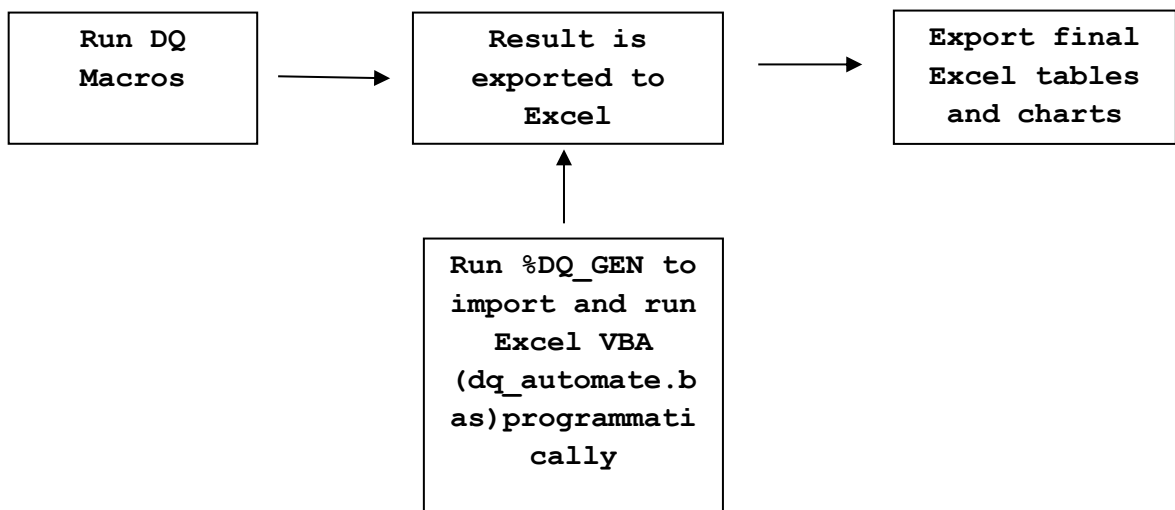 Run DQ
Macros
Result is
exported to
Excel
Export final
Excel tables
and charts
Run %DQ_GEN to
import and run
Excel VBA
(dq_automate.b
as)programmati
cally